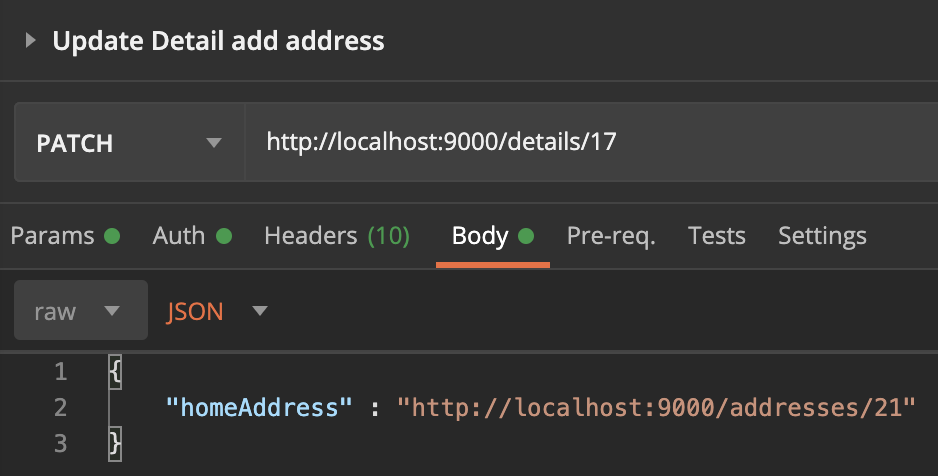 Update Detail add address
PATCH http://localhost:9000/details/17
Params Auth Headers (10) Body Pre-req. Tests Settings
raw JSON
1 {
2 "homeAddress" : "http://localhost:9000/addresses/21"
3 }